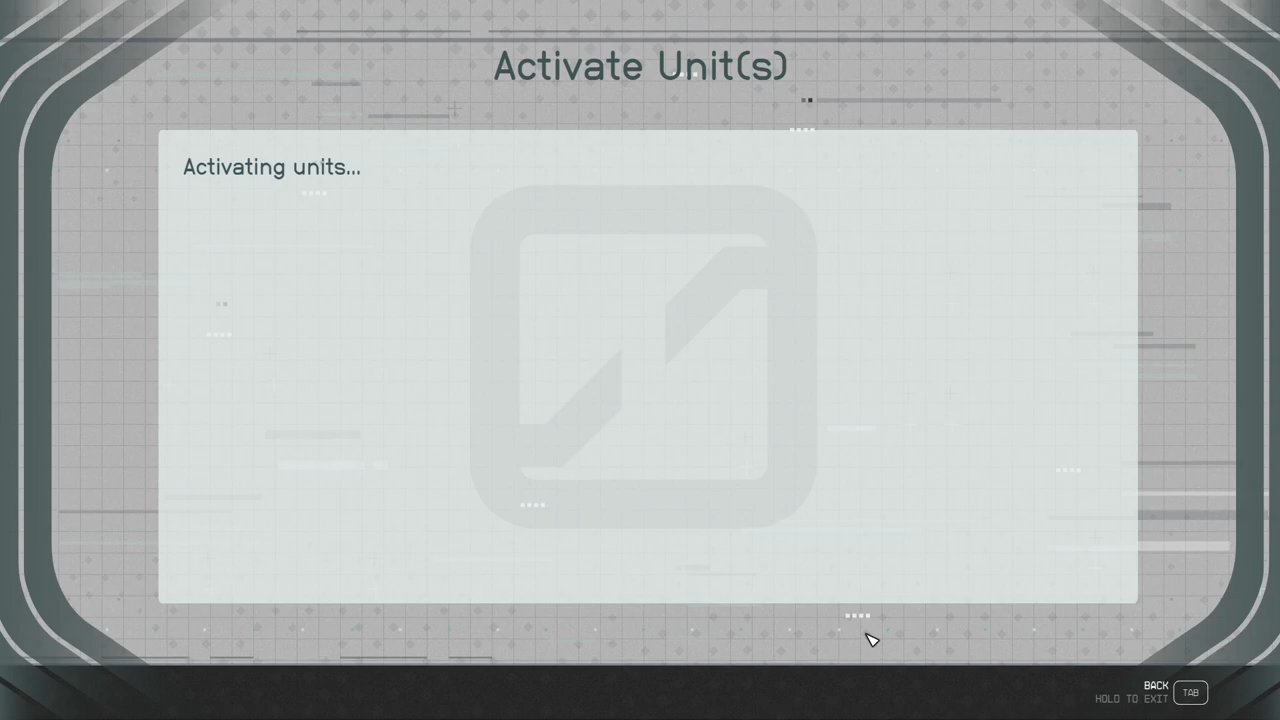 Activate Unit(s)
Activating units...
BACK
HOLD TO EXIT
TAB